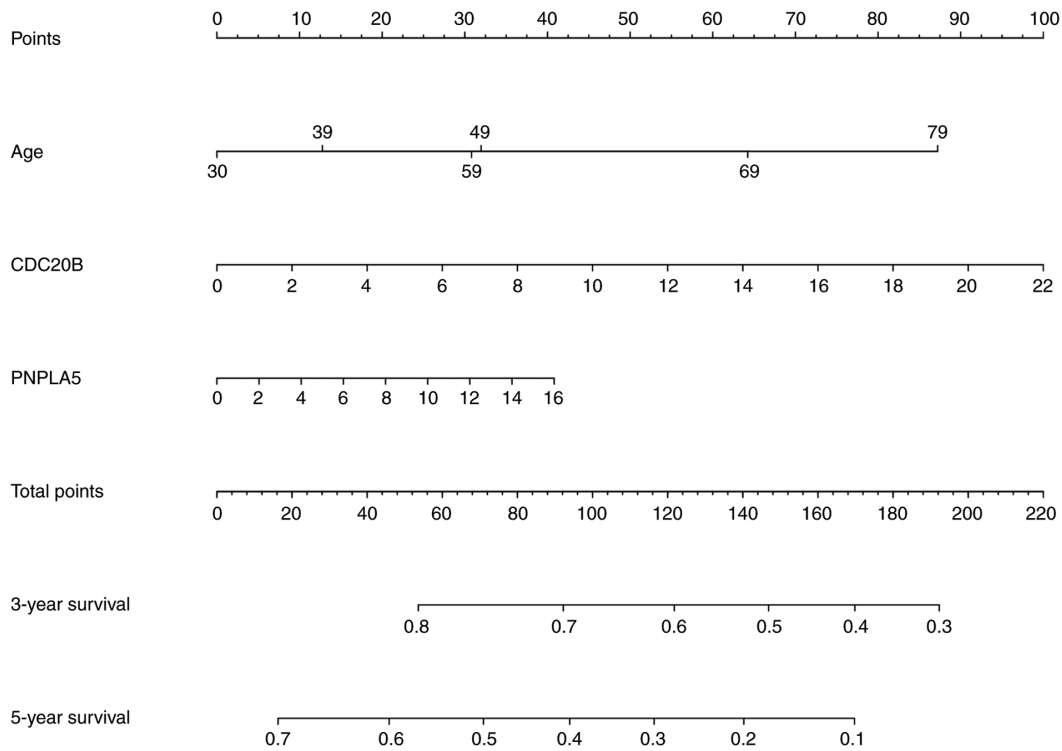 0 10 20 30 40 50 60 70 80 90 100
Points
39 49 79
Age
30 59 69
CDC20B
0 2 4 6 8 10 12 14 16 18 20 22
PNPLA5
0 2 4 6 8 10 12 14 16
Total points
0 20 40 60 80 100 120 140 160 180 200 220
3-year survival
0.8 0.7 0.6 0.5 0.4 0.3
5-year survival
0.7 0.6 0.5 0.4 0.3 0.2 0.1